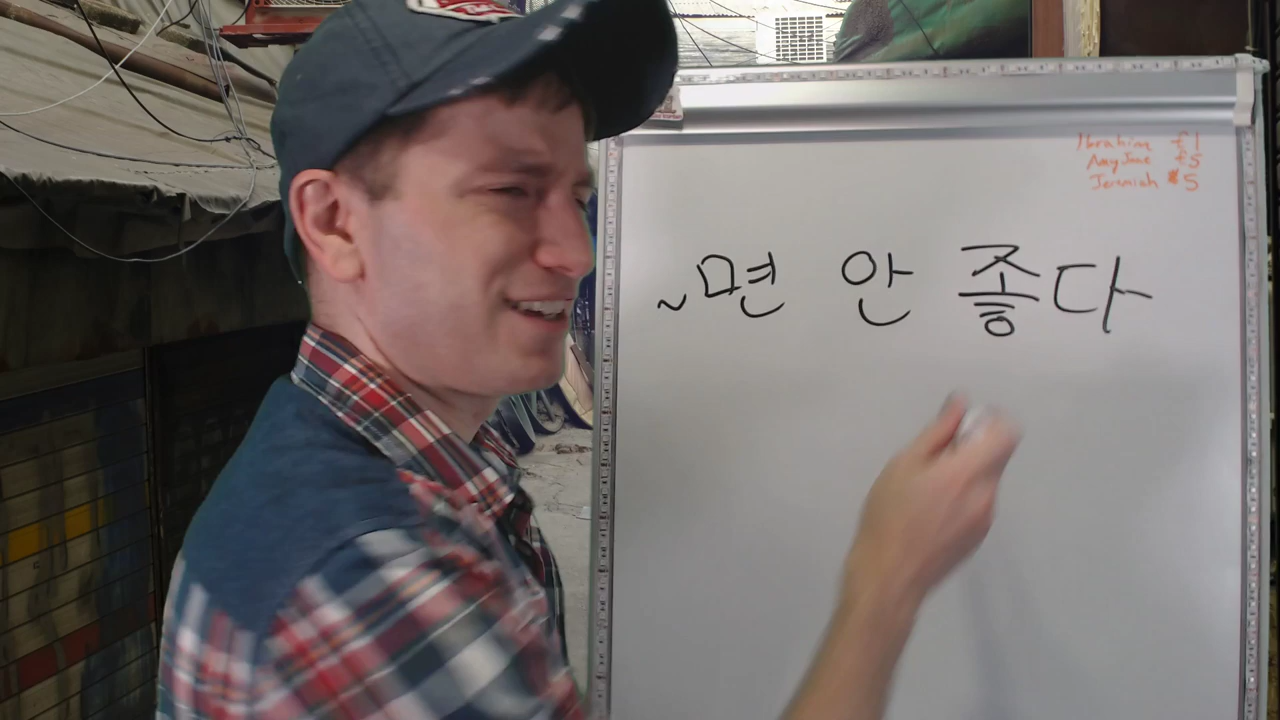 Ibrahim £1
AmyJane £5
Jeremiah $5
~면 안 좋다